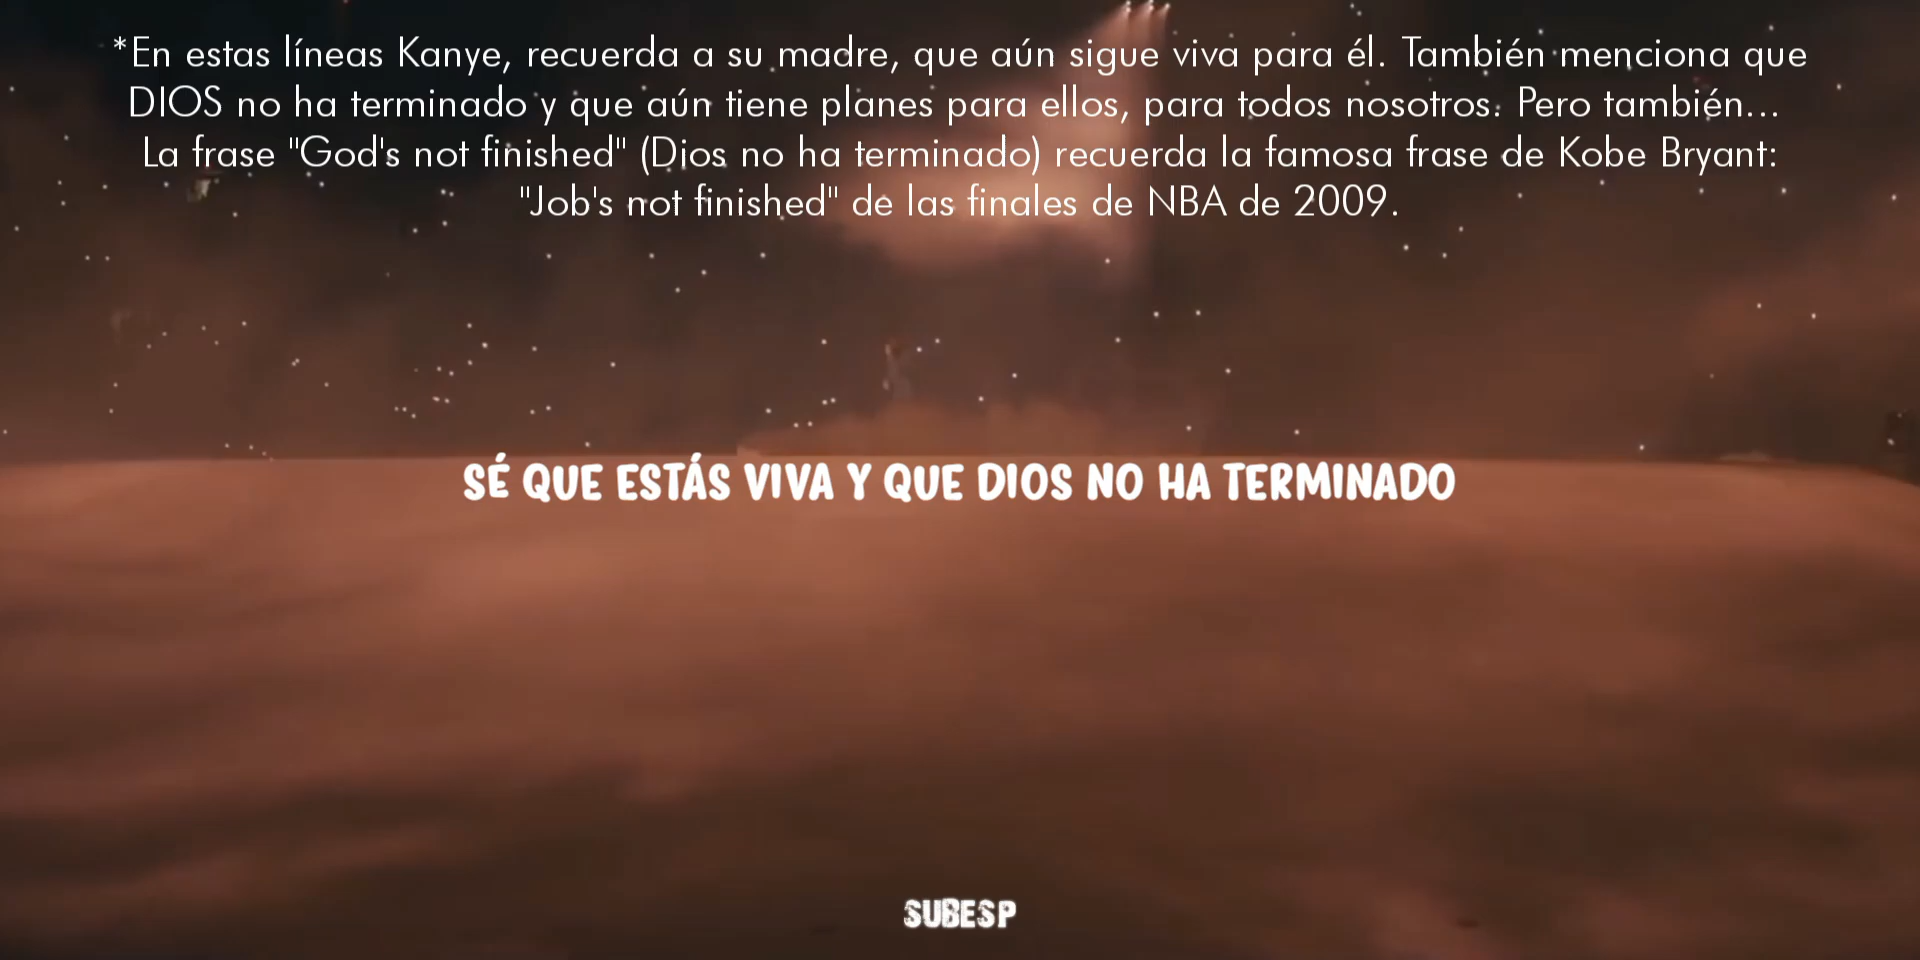 *En estas líneas Kanye, recuerda a su madre, que aún sigue viva para él. También menciona que
DIOS no ha terminado y que aún tiene planes para ellos, para todos nosotros. Pero también...
La frase "God's not finished" (Dios no ha terminado) recuerda la famosa frase de Kobe Bryant:
"Job's not finished" de las finales de NBA de 2009.
SÉ QUE ESTÁS VIVA Y QUE DIOS NO HA TERMINADO
SUBESP